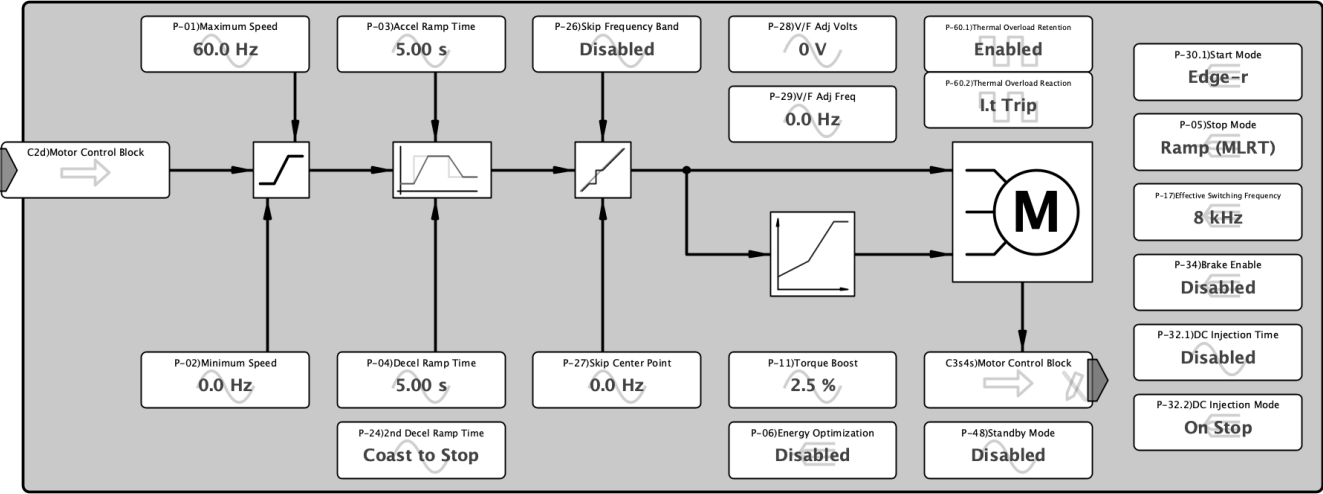 P-01)Maximum Speed
60.0 Hz
P-03)Accel Ramp Time
5.00 s
P-26)Skip Frequency Band
Disabled
P-28)V/F Adj Volts
0 V
P-60.1)Thermal Overload Retention
Enabled
P-60.2)Thermal Overload Reaction
I.t Trip
P-29)V/F Adj Freq
0.0 Hz
P-30.1)Start Mode
Edge-r
P-05)Stop Mode
Ramp (MLRT)
C2d)Motor Control Block
M
P-17)Effective Switching Frequency
8 kHz
P-34)Brake Enable
Disabled
P-32.1)DC Injection Time
Disabled
P-32.2)DC Injection Mode
On Stop
P-02)Minimum Speed
0.0 Hz
P-04)Decel Ramp Time
5.00 s
P-27)Skip Center Point
0.0 Hz
P-11)Torque Boost
2.5 %
C3s4s)Motor Control Block
P-24)2nd Decel Ramp Time
Coast to Stop
P-06)Energy Optimization
Disabled
P-48)Standby Mode
Disabled